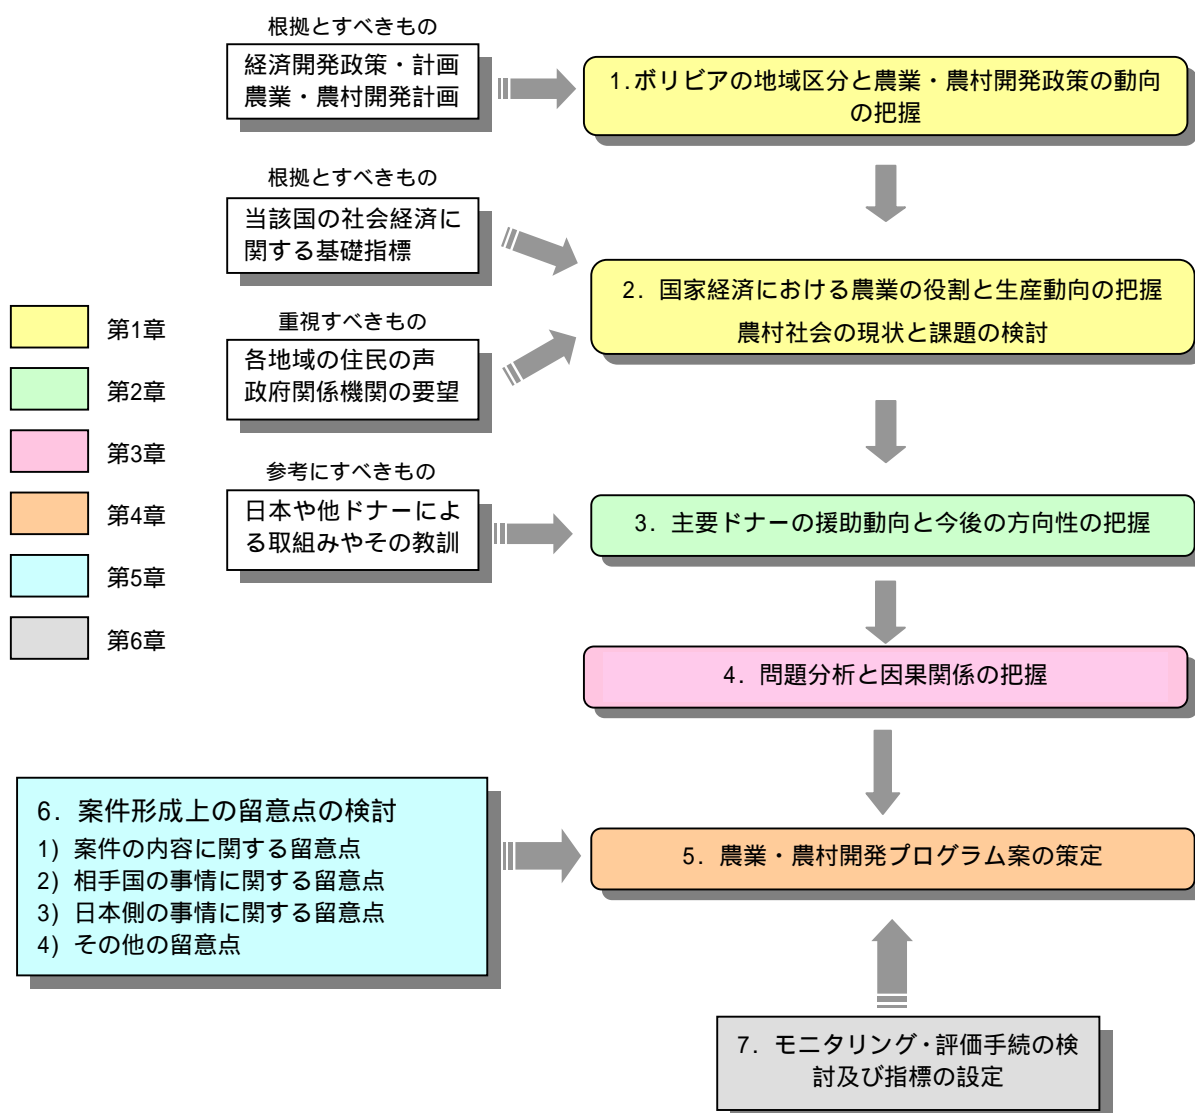 根拠とすべきもの
経済開発政策・計画
農業・農村開発計画
1.ボリビアの地域区分と農業・農村開発政策の動向
の把握
根拠とすべきもの
当該国の社会経済に
関する基礎指標
2. 国家経済における農業の役割と生産動向の把握
農村社会の現状と課題の検討
重視すべきもの
各地域の住民の声
政府関係機関の要望
第1章
第2章
第3章
第4章
第5章
第6章
参考にすべきもの
日本や他ドナーによ
る取組みやその教訓
3. 主要ドナーの援助動向と今後の方向性の把握
4. 問題分析と因果関係の把握
6. 案件形成上の留意点の検討
1) 案件の内容に関する留意点
2) 相手国の事情に関する留意点
3) 日本側の事情に関する留意点
4) その他の留意点
5. 農業・農村開発プログラム案の策定
7. モニタリング・評価手続の検
討及び指標の設定